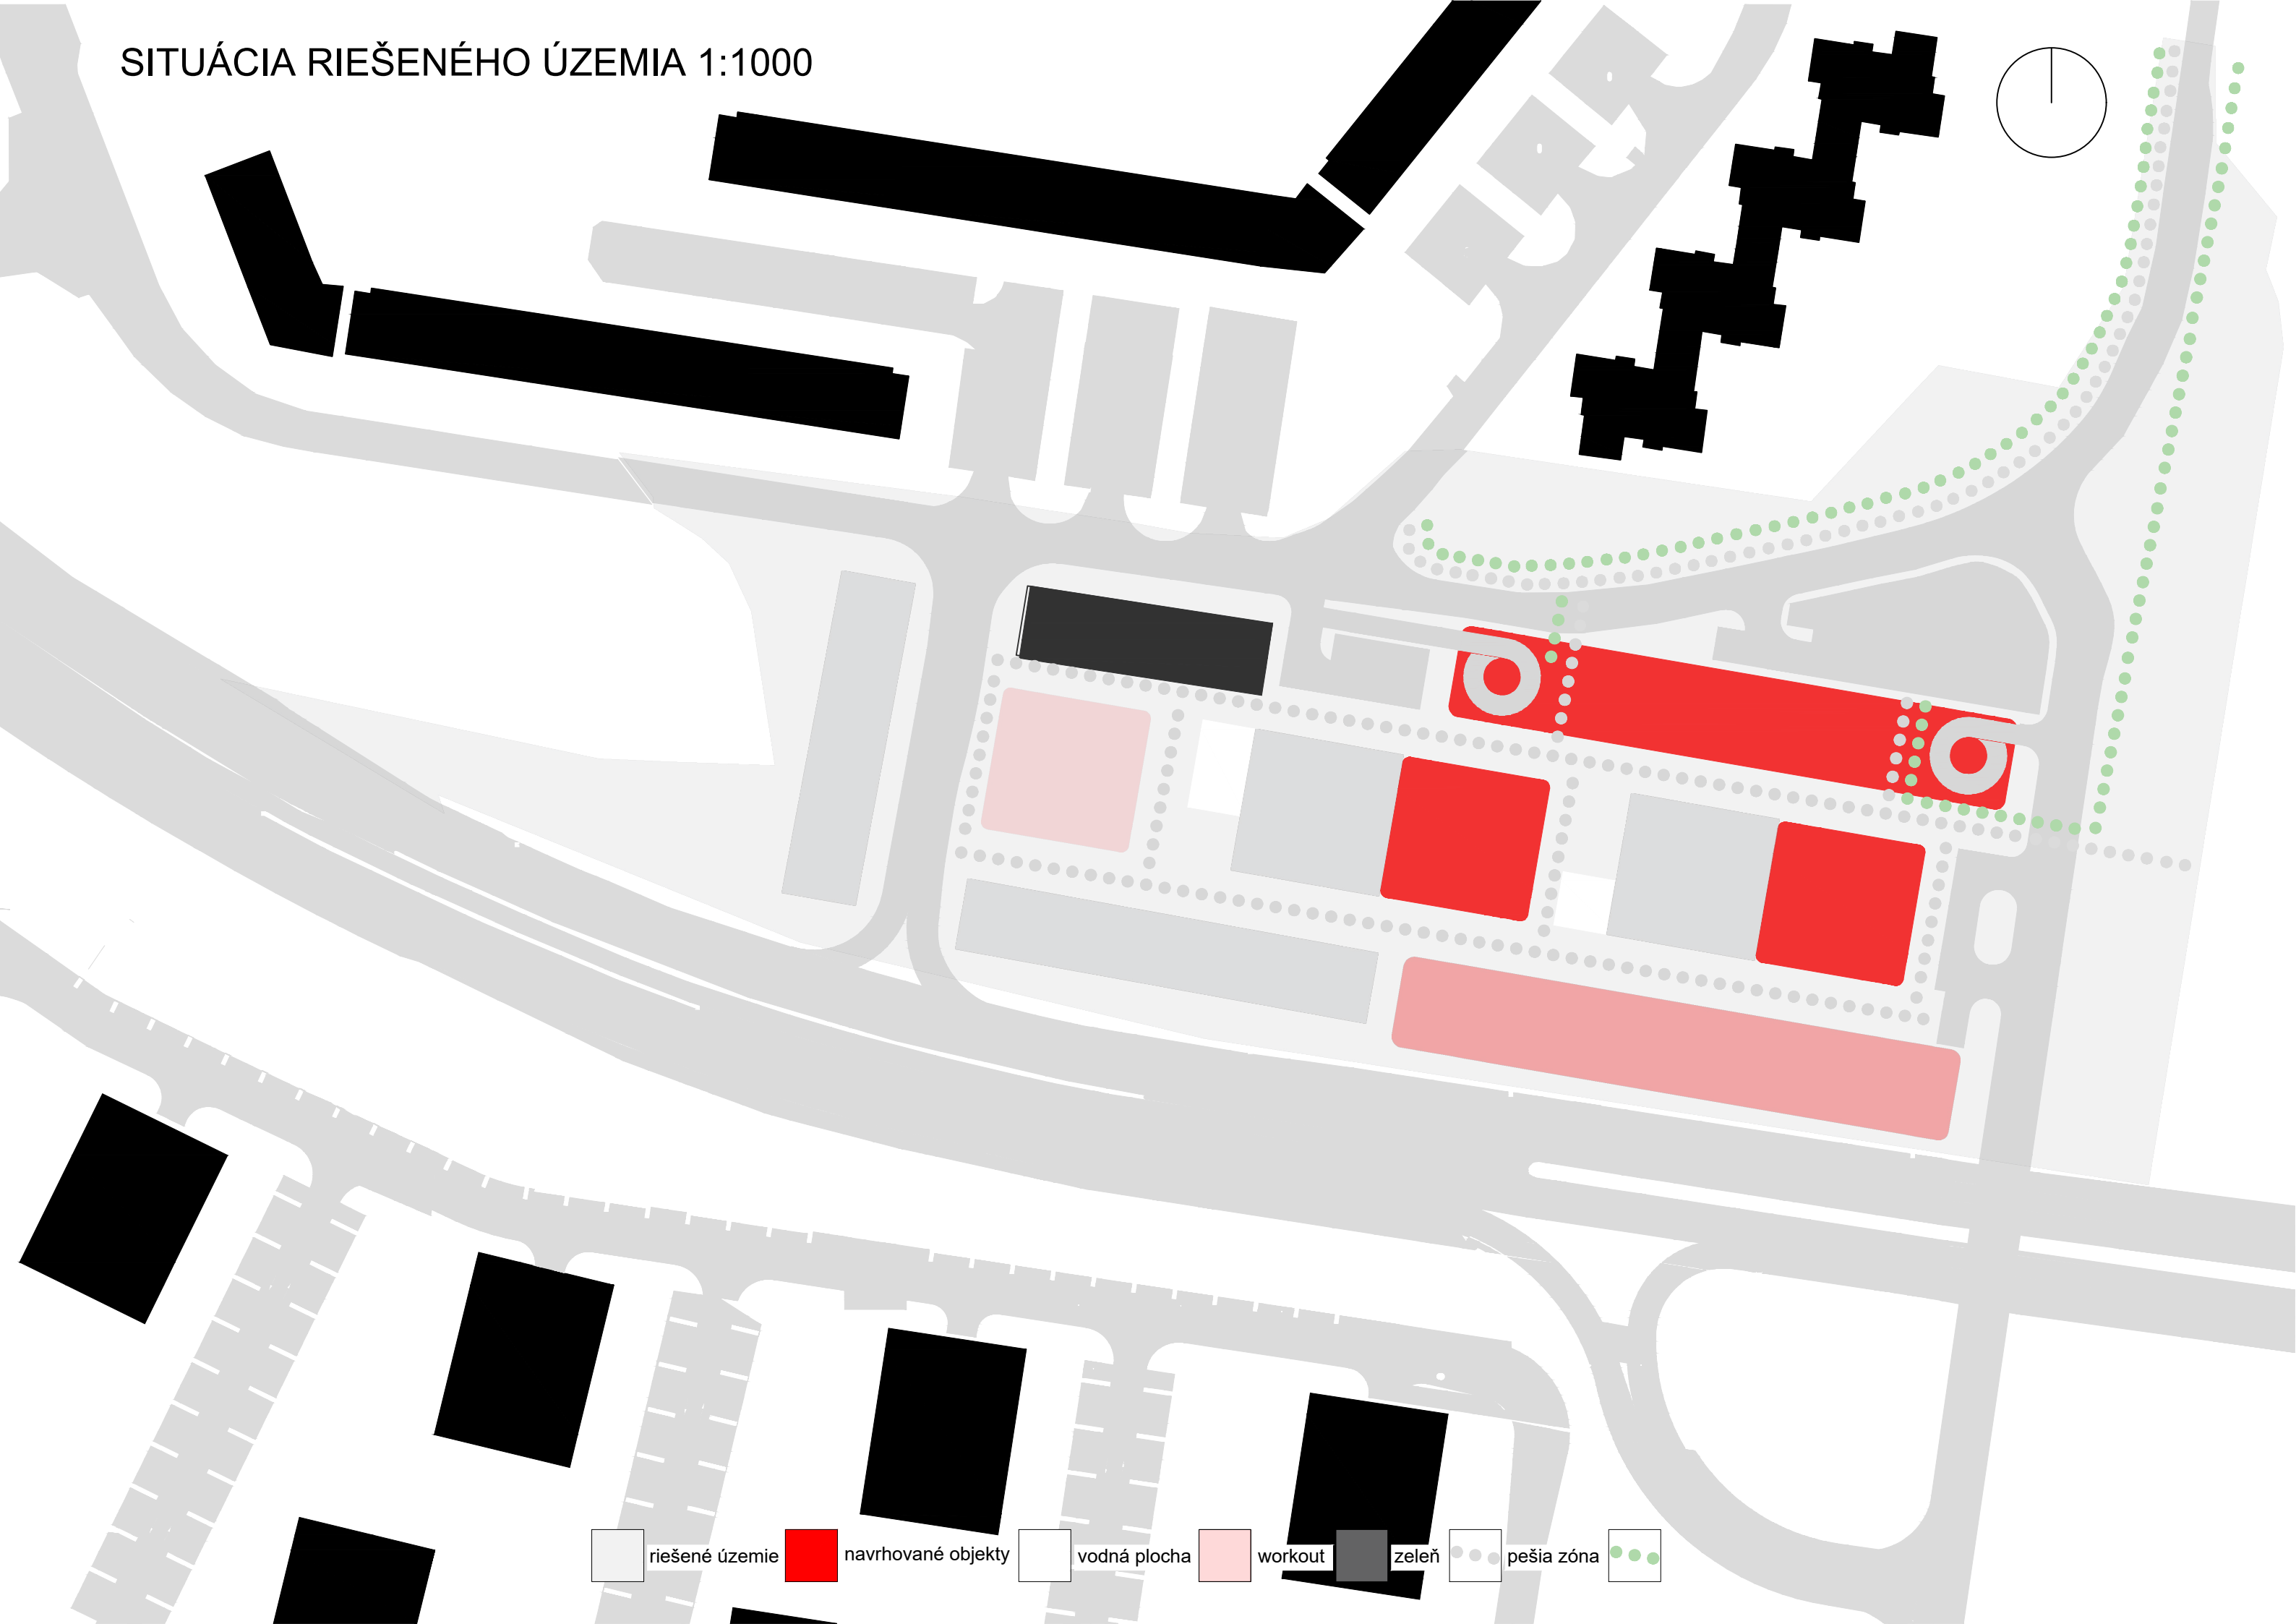 SITUÁCIA RIEŠENÉHO ÚZEMIA 1:1000
riešené územie navrhované objekty vodná plocha workout zeleň pešia zóna